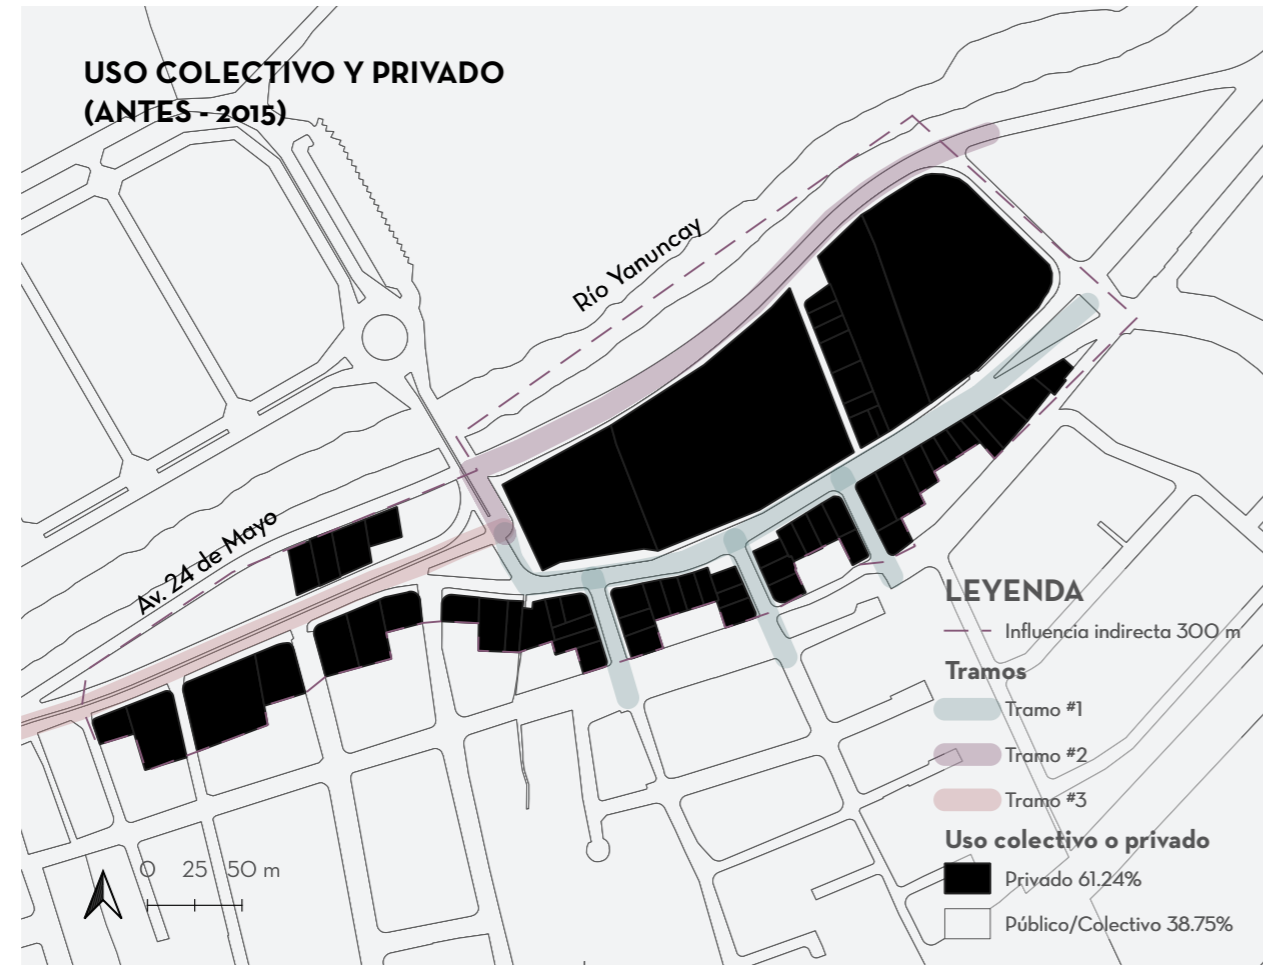 USO COLECTIVO Y PRIVADO
(ANTES - 2015)
Río Yanuncay
Av. 24 de Mayo
LEYENDA
Influencia indirecta 300 m
Tramos
Tramo #1
Tramo #2
Tramo #3
Uso colectivo o privado
Privado 61.24%
Público/Colectivo 38.75%
0 25 50 m